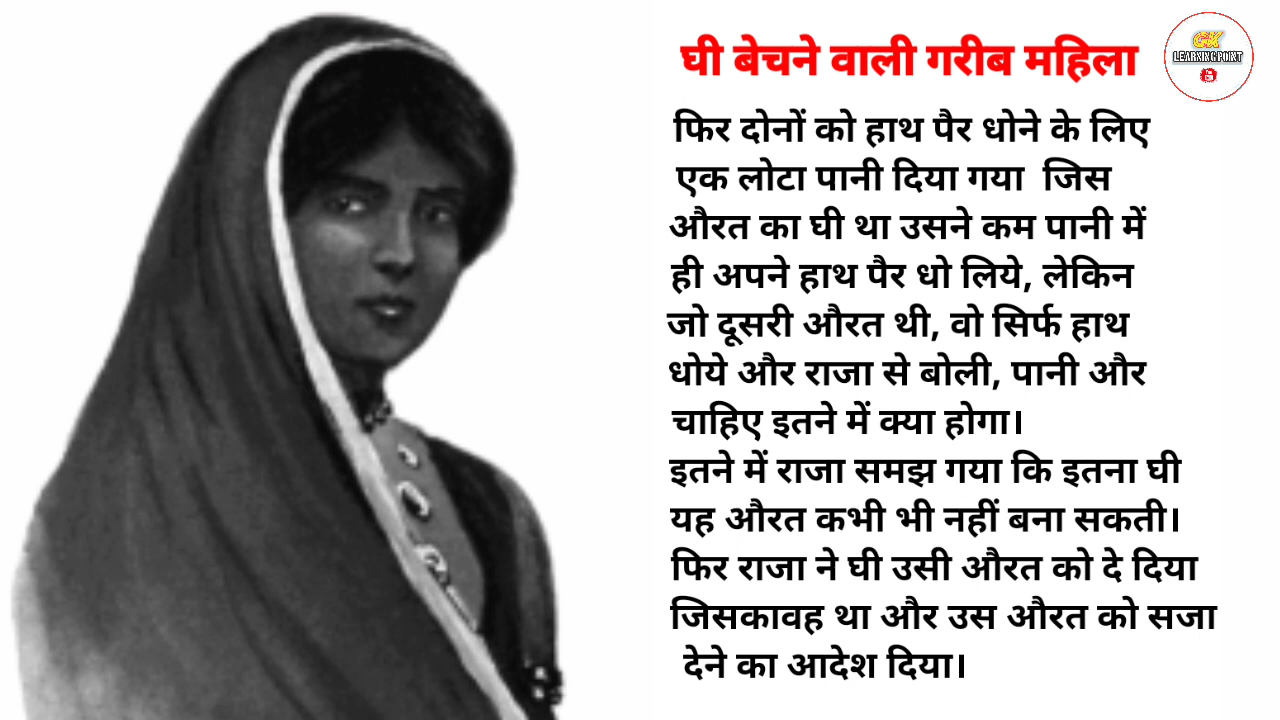 घी बेचने वाली गरीब महिला
GK
LEARNINGPOINT
फिर दोनों को हाथ पैर धोने के लिए
एक लोटा पानी दिया गया जिस
औरत का घी था उसने कम पानी में
ही अपने हाथ पैर धो लिये, लेकिन
जो दूसरी औरत थी, वो सिर्फ हाथ
धोये और राजा से बोली, पानी और
चाहिए इतने में क्या होगा।
इतने में राजा समझ गया कि इतना घी
यह औरत कभी भी नहीं बना सकती।
फिर राजा ने घी उसी औरत को दे दिया
जिसकावह था और उस औरत को सजा
देने का आदेश दिया।